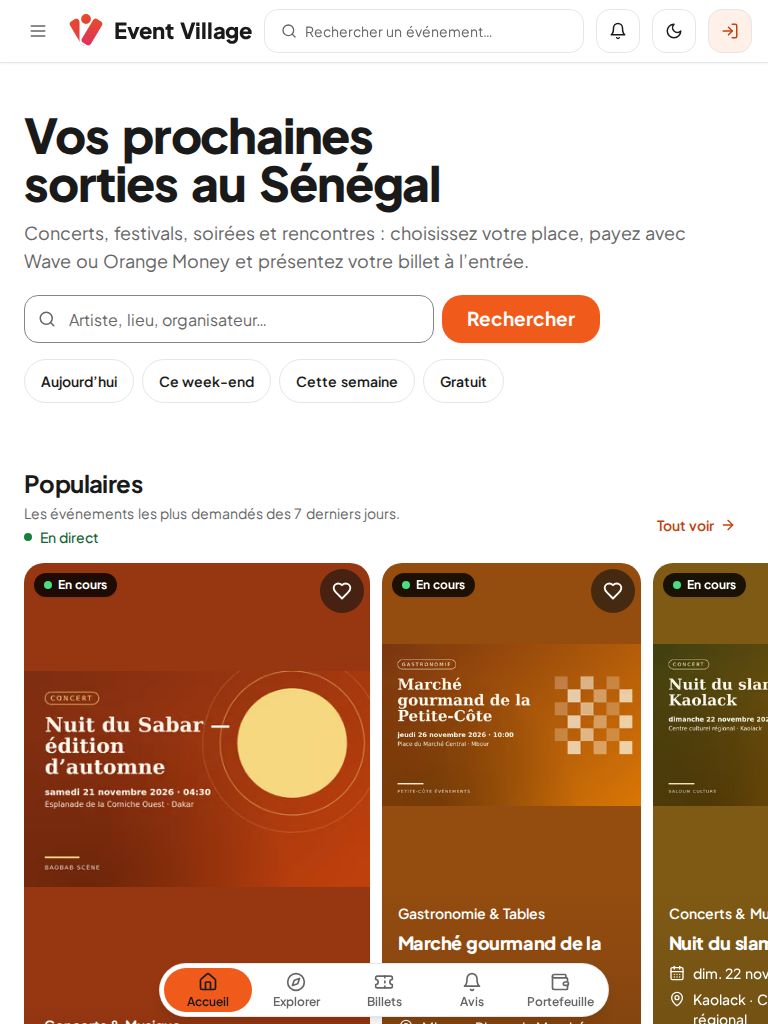 Event Village
Rechercher un événement...
Vos prochaines
sorties au Sénégal
Concerts, festivals, soirées et rencontres : choisissez votre place, payez avec
Wave ou Orange Money et présentez votre billet à l’entrée.
Artiste, lieu, organisateur...
Rechercher
Aujourd’hui
Ce week-end
Cette semaine
Gratuit
Populaires
Les événements les plus demandés des 7 derniers jours.
En direct
Tout voir
En cours
CONCERT
Nuit du Sabar —
édition
d’automne
samedi 21 novembre 2026 · 04:30
Esplanade de la Corniche Ouest · Dakar
BAOBAB SCÈNE
En cours
GASTRONOMIE
Marché
gourmand de la
Petite-Côte
jeudi 26 novembre 2026 · 10:00
Place du Marché Central · Mbour
PETITE-CÔTE ÉVÉNEMENTS
Gastronomie & Tables
Marché gourmand de la
En cours
CONCERT
Nuit du slam
Kaolack
dimanche 22 novembre 202
Centre culturel régional · Kaolack
SALOUM CULTURE
Concerts & Mu
Nuit du slam
dim. 22 nov
Kaolack · C
régional
Accueil
Explorer
Billets
Avis
Portefeuille